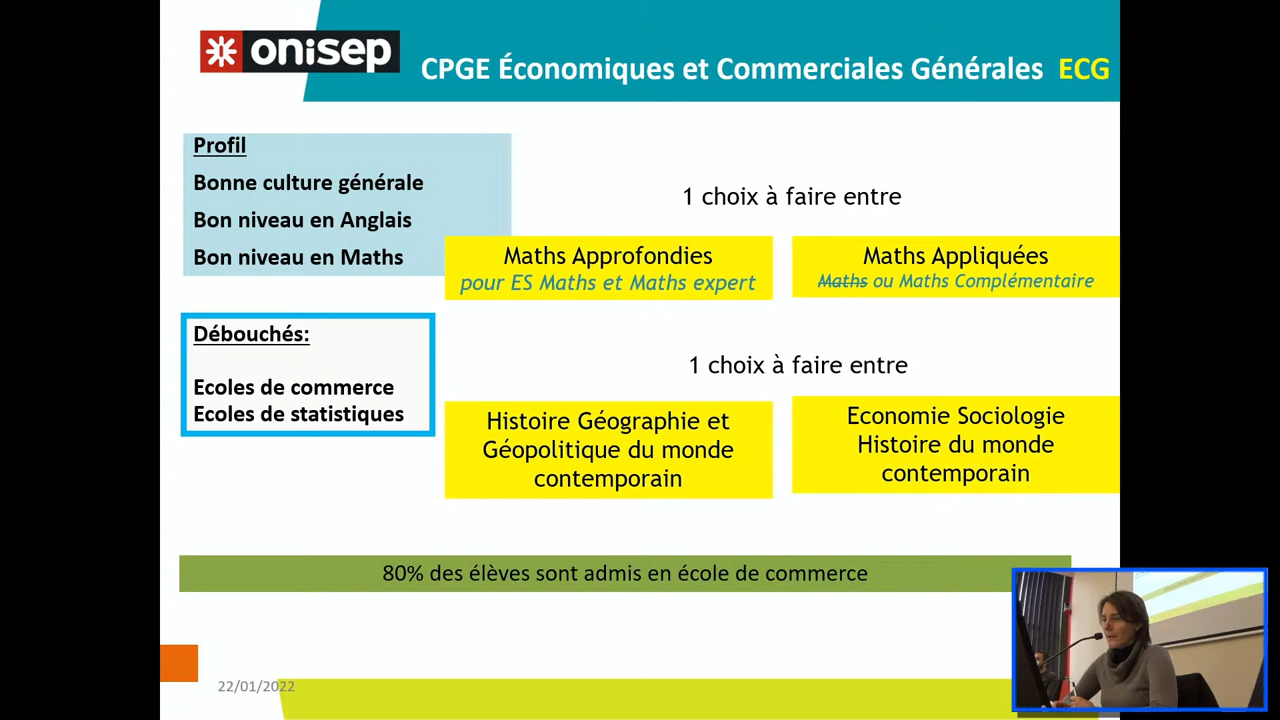 onisep
CPGE Économiques et Commerciales Générales ECG
Profil
Bonne culture générale
Bon niveau en Anglais
Bon niveau en Maths
1 choix à faire entre
Maths Approfondies
pour ES Maths et Maths expert
Maths Appliquées
Maths ou Maths Complémentaire
Débouchés:
Ecoles de commerce
Ecoles de statistiques
1 choix à faire entre
Histoire Géographie et
Géopolitique du monde
contemporain
Economie Sociologie
Histoire du monde
contemporain
80% des élèves sont admis en école de commerce
22/01/2022